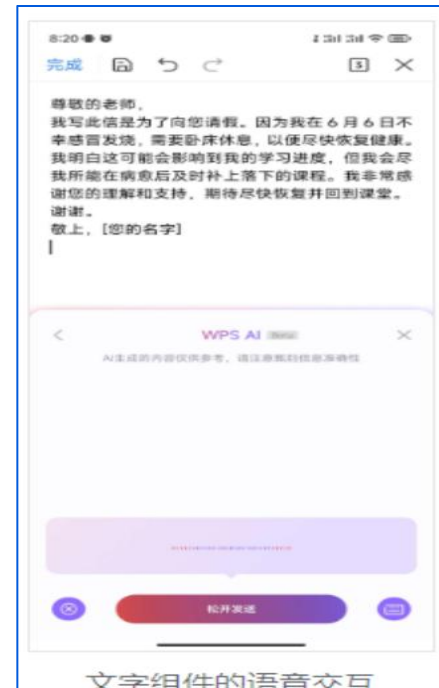 8:20
完成
尊敬的老师，
我写此信是为了向您请假。因为我在6月6日不
幸感冒发烧，需要卧床休息，以便尽快恢复健康。
我明白这可能会影响到我的学习进度，但我会尽
我所能在病愈后及时补上落下的课程。我非常感
谢您的理解和支持，期待尽快恢复并回到课堂。
谢谢。
敬上，[您的名字]
WPS AI Beta
AI生成的内容仅供参考，请注意甄别信息准确性
松开发送
文字组件的语音交互